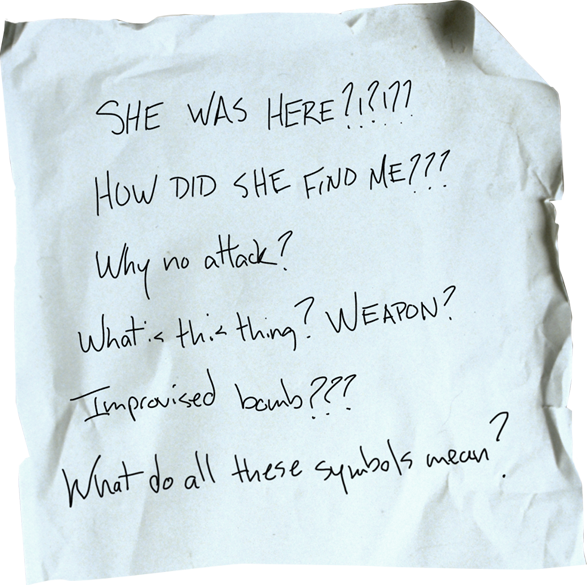 SHE WAS HERE?!?!??
HOW DID SHE FIND ME???
Why no attack?
What is this thing? WEAPON?
Improvised bomb???
What do all these symbols mean?